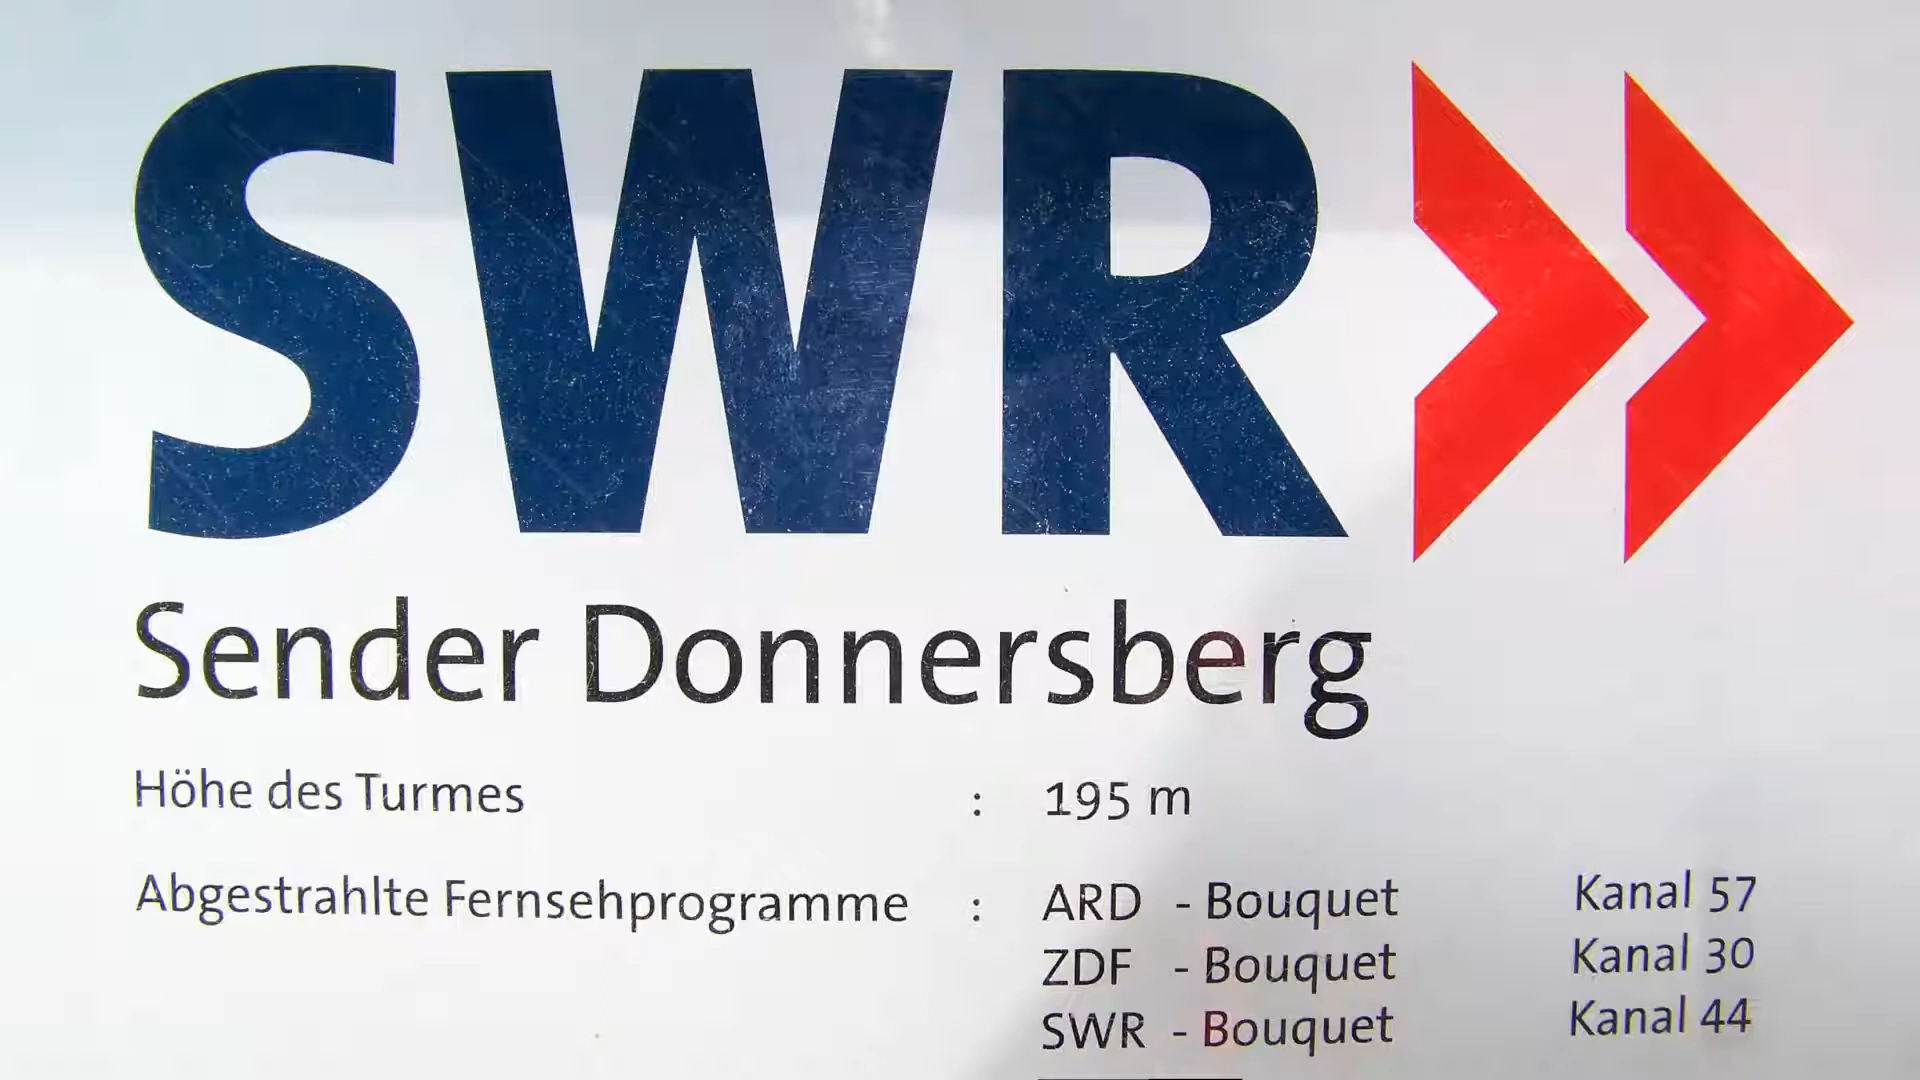 SWR
Sender Donnersberg
Höhe des Turmes : 195 m
Abgestrahlte Fernsehprogramme : ARD - Bouquet Kanal 57
ZDF - Bouquet Kanal 30
SWR - Bouquet Kanal 44